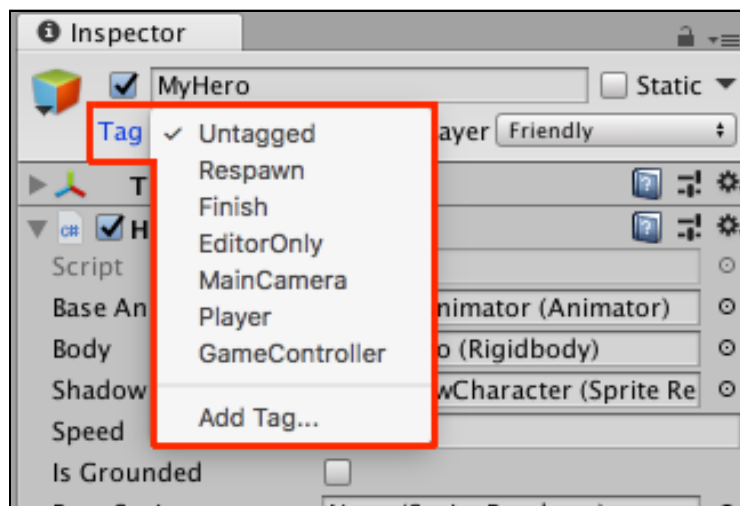 Inspector
MyHero Static
Tag Untagged ayer Friendly
Respawn
T
Finish
C# H EditorOnly
Script MainCamera
Base An Player nimator (Animator)
Body GameController o (Rigidbody)
Shadow wCharacter (Sprite Re
Speed Add Tag...
Is Grounded